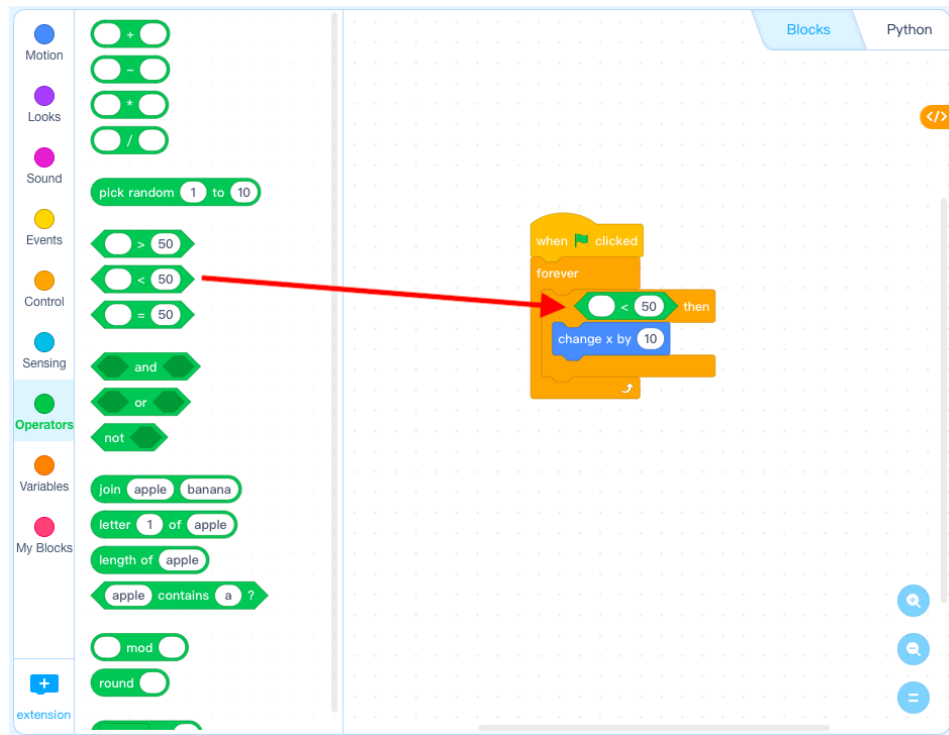 Blocks
Python
</>
Motion
Looks
Sound
Events
Control
Sensing
Operators
Variables
My Blocks
+
extension
+
-
*
/
pick random 1 to 10
> 50
< 50
= 50
and
or
not
join apple banana
letter 1 of apple
length of apple
apple contains a ?
mod
round
when clicked
forever
< 50 then
change x by 10
=